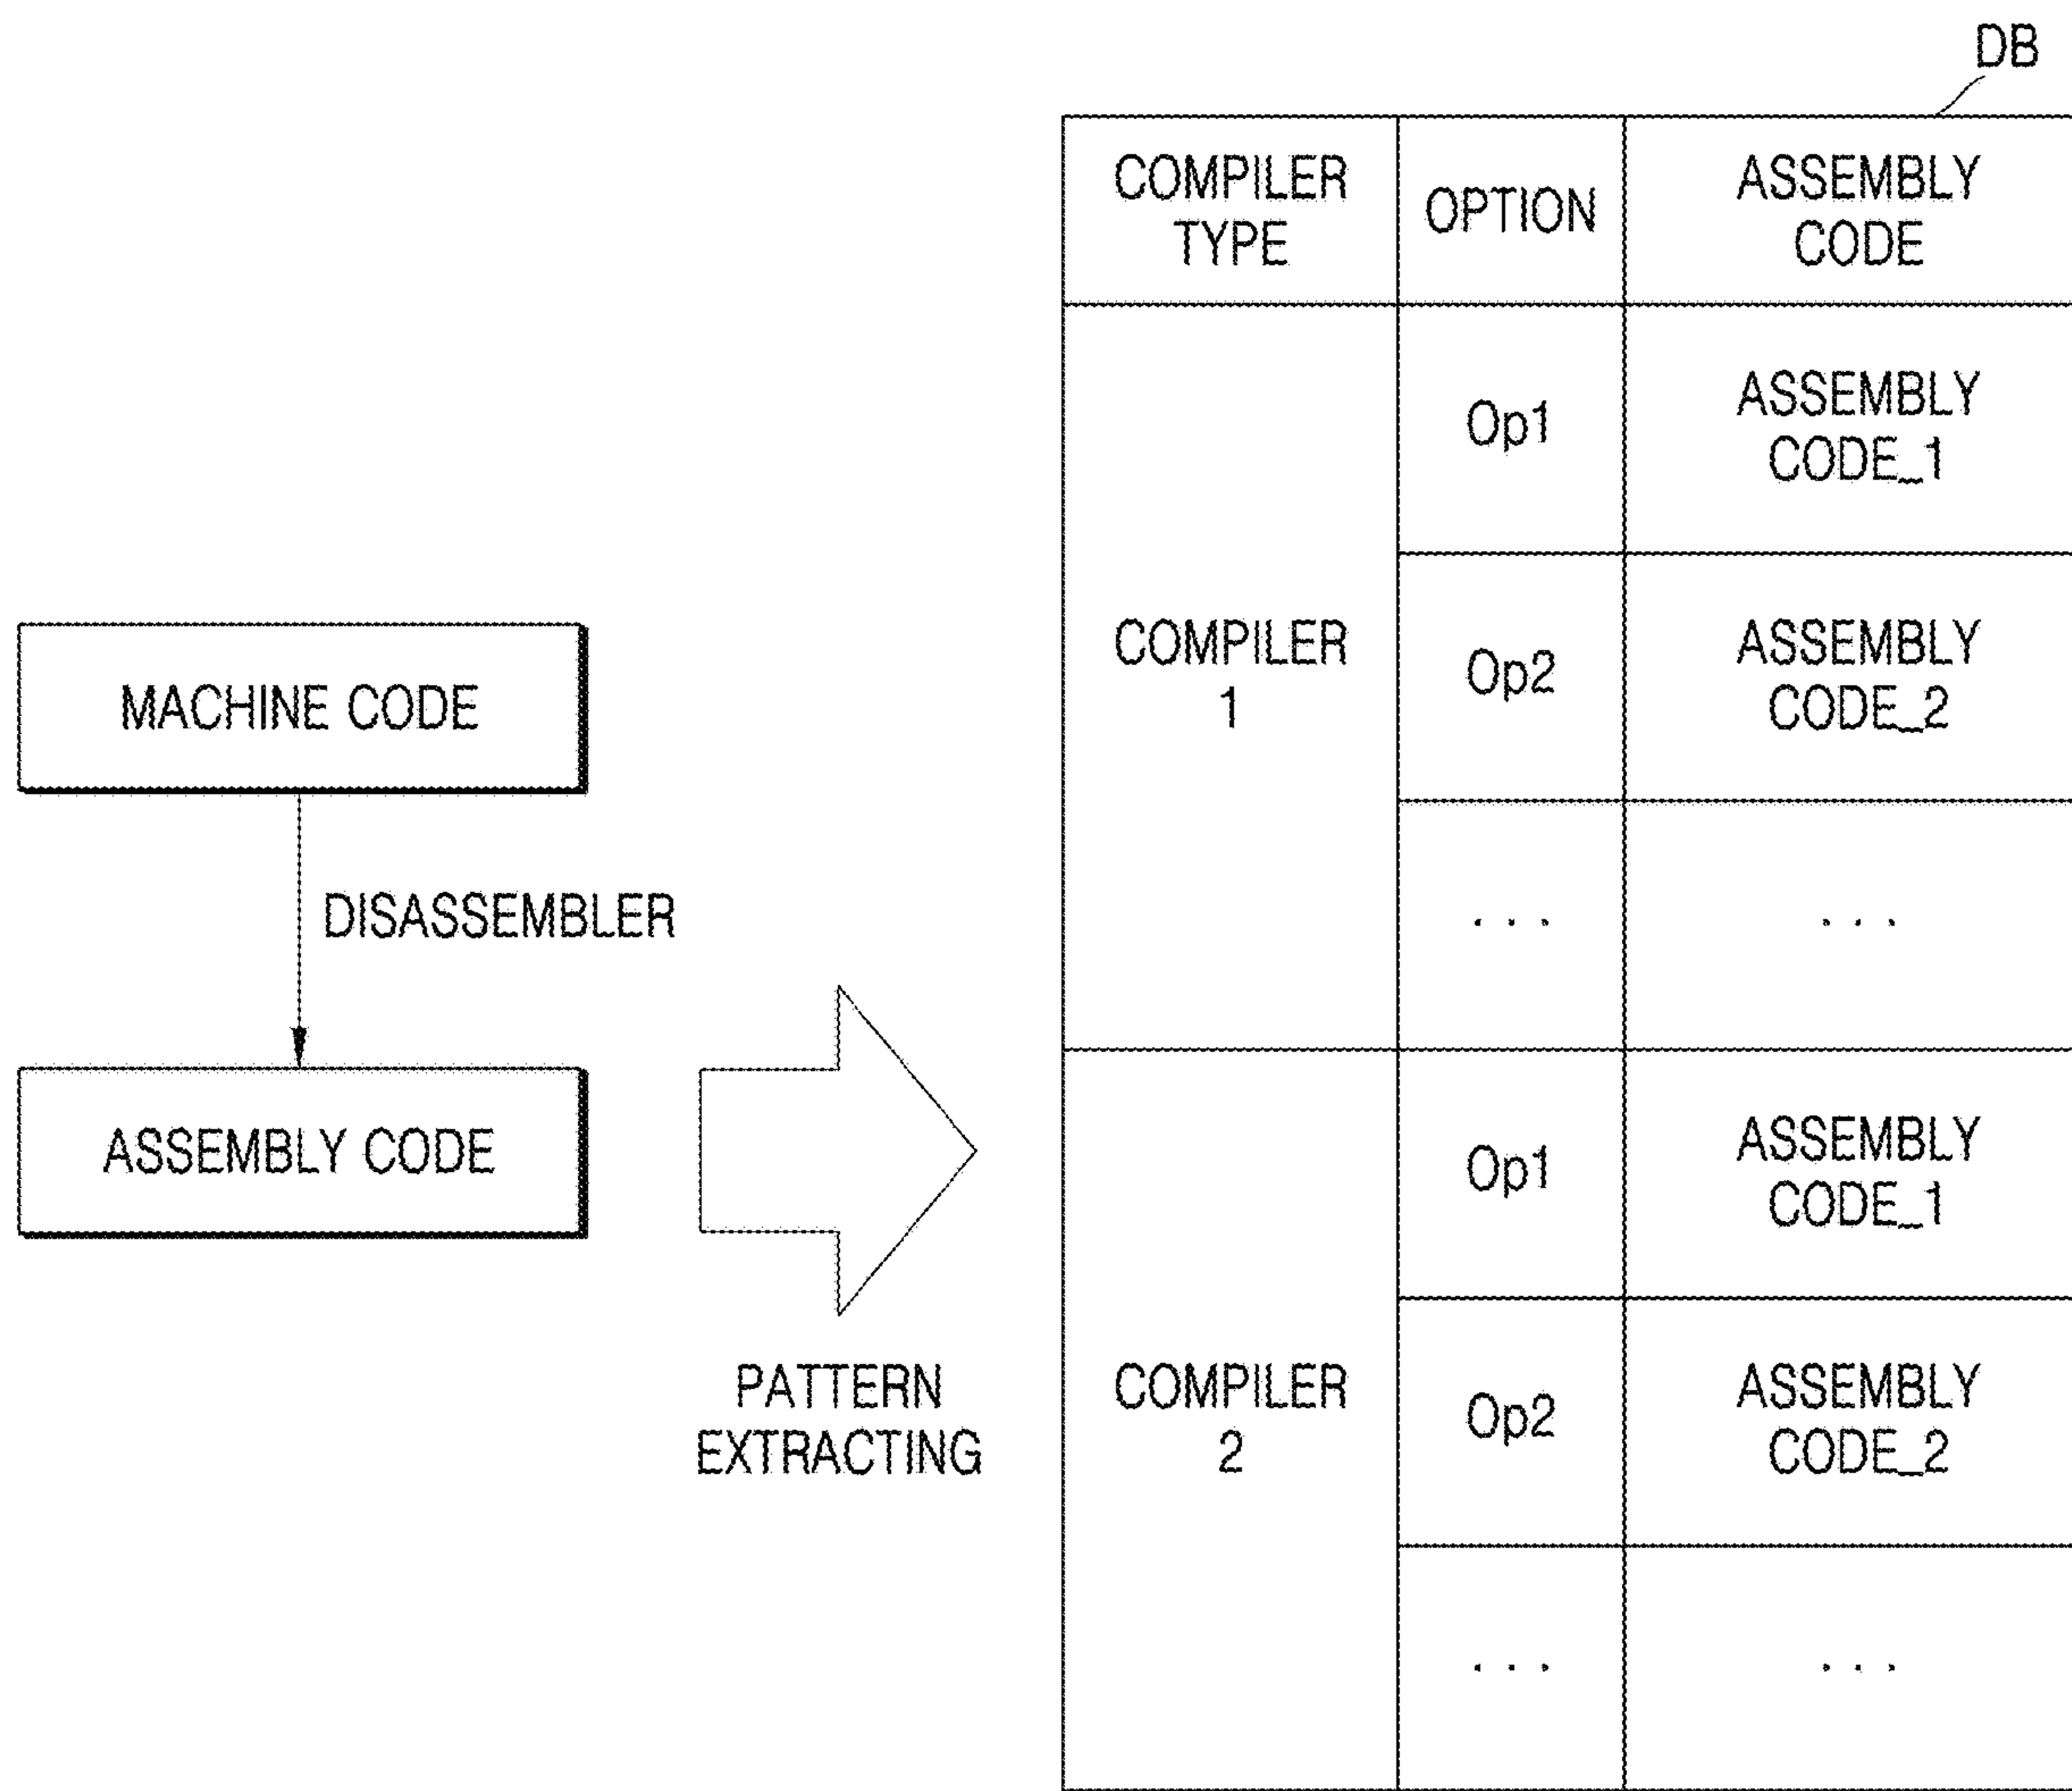 DB
COMPILER
TYPE
OPTION
ASSEMBLY
CODE
COMPILER
1
Op1
ASSEMBLY
CODE_1
Op2
ASSEMBLY
CODE_2
. . .
. . .
COMPILER
2
Op1
ASSEMBLY
CODE_1
Op2
ASSEMBLY
CODE_2
. . .
. . .
MACHINE CODE
DISASSEMBLER
ASSEMBLY CODE
PATTERN
EXTRACTING